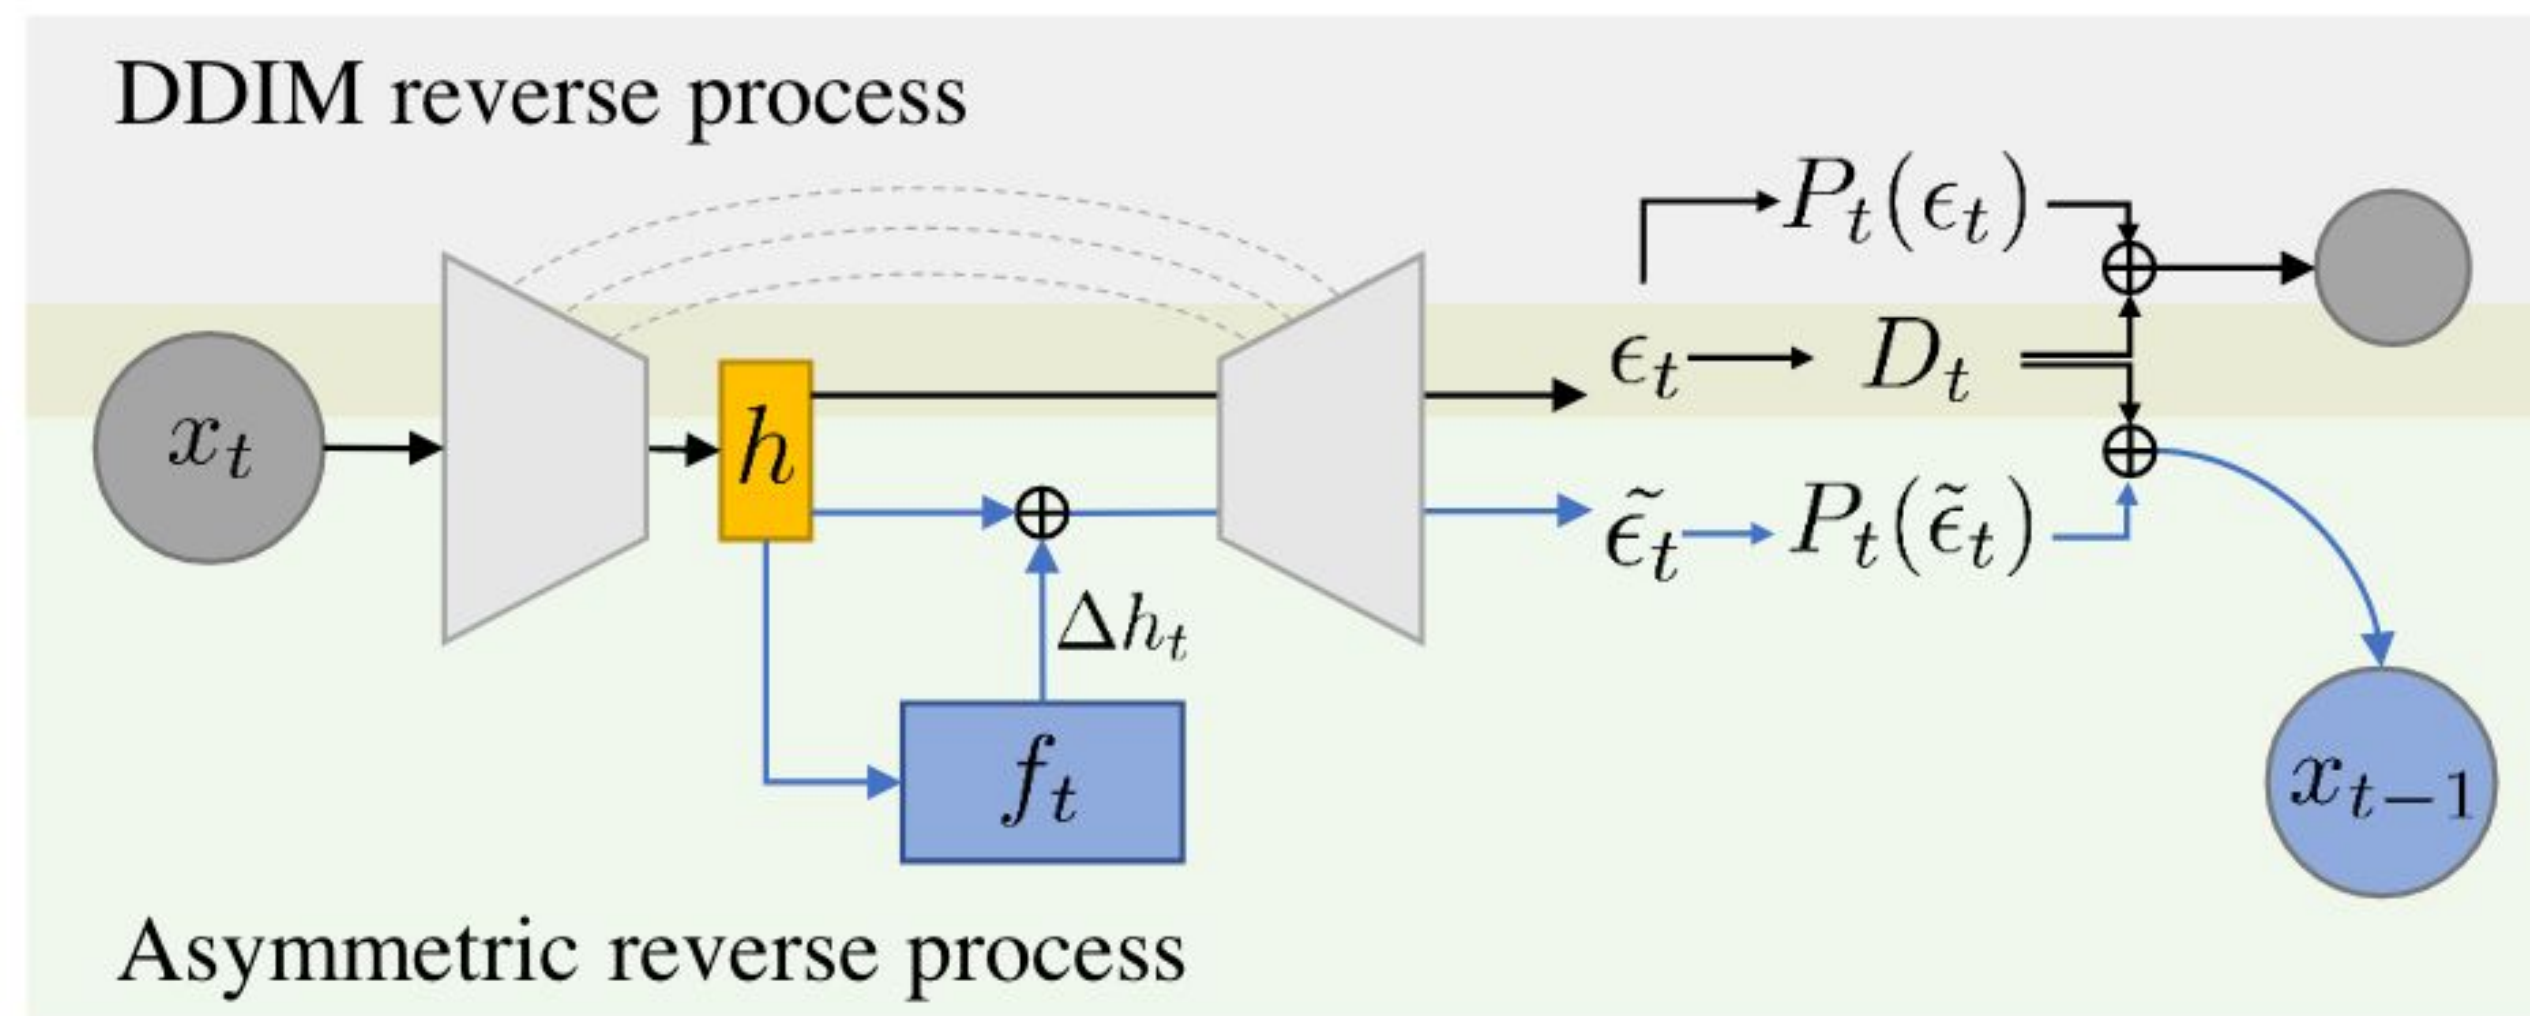 DDIM reverse process
P_t(ϵ_t)
x_t
h
ϵ_t
D_t
ϵ̃_t
P_t(ϵ̃_t)
Δh_t
f_t
x_{t−1}
Asymmetric reverse process